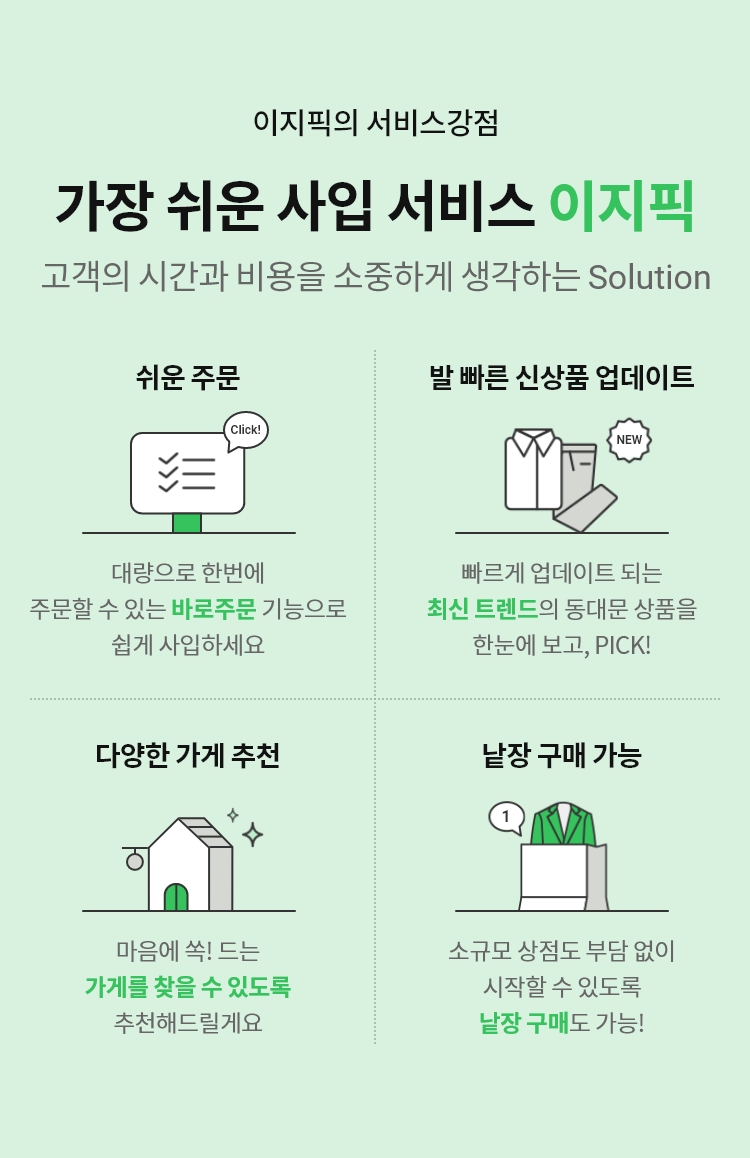 이지픽의 서비스강점
가장 쉬운 사입 서비스 이지픽
고객의 시간과 비용을 소중하게 생각하는 Solution
쉬운 주문
Click!
대량으로 한번에
주문할 수 있는 바로주문 기능으로
쉽게 사입하세요
발 빠른 신상품 업데이트
NEW
빠르게 업데이트 되는
최신 트렌드의 동대문 상품을
한눈에 보고, PICK!
다양한 가게 추천
마음에 쏙! 드는
가게를 찾을 수 있도록
추천해드릴게요
낱장 구매 가능
1
소규모 상점도 부담 없이
시작할 수 있도록
낱장 구매도 가능!